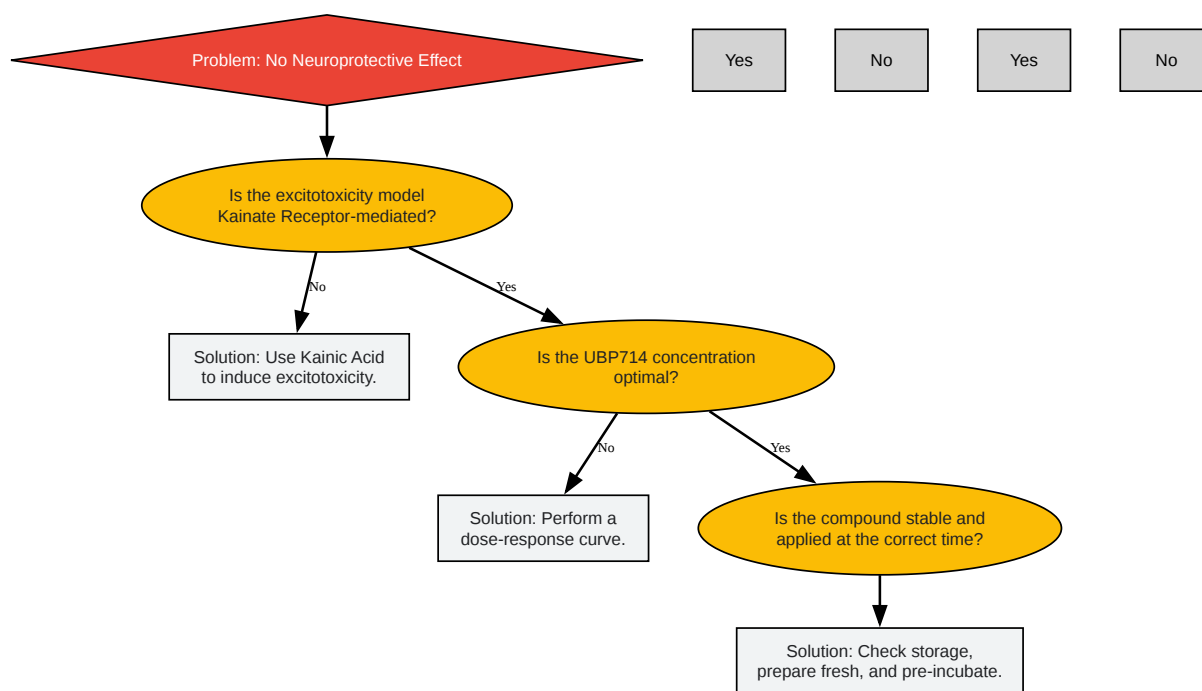 Problem: No Neuroprotective Effect
Yes
No
Yes
No
Is the excitotoxicity model
Kainate Receptor-mediated?
No
Yes
Solution: Use Kainic Acid
to induce excitotoxicity.
Is the UBP714 concentration
optimal?
No
Yes
Solution: Perform a
dose-response curve.
Is the compound stable and
applied at the correct time?
Solution: Check storage,
prepare fresh, and pre-incubate.